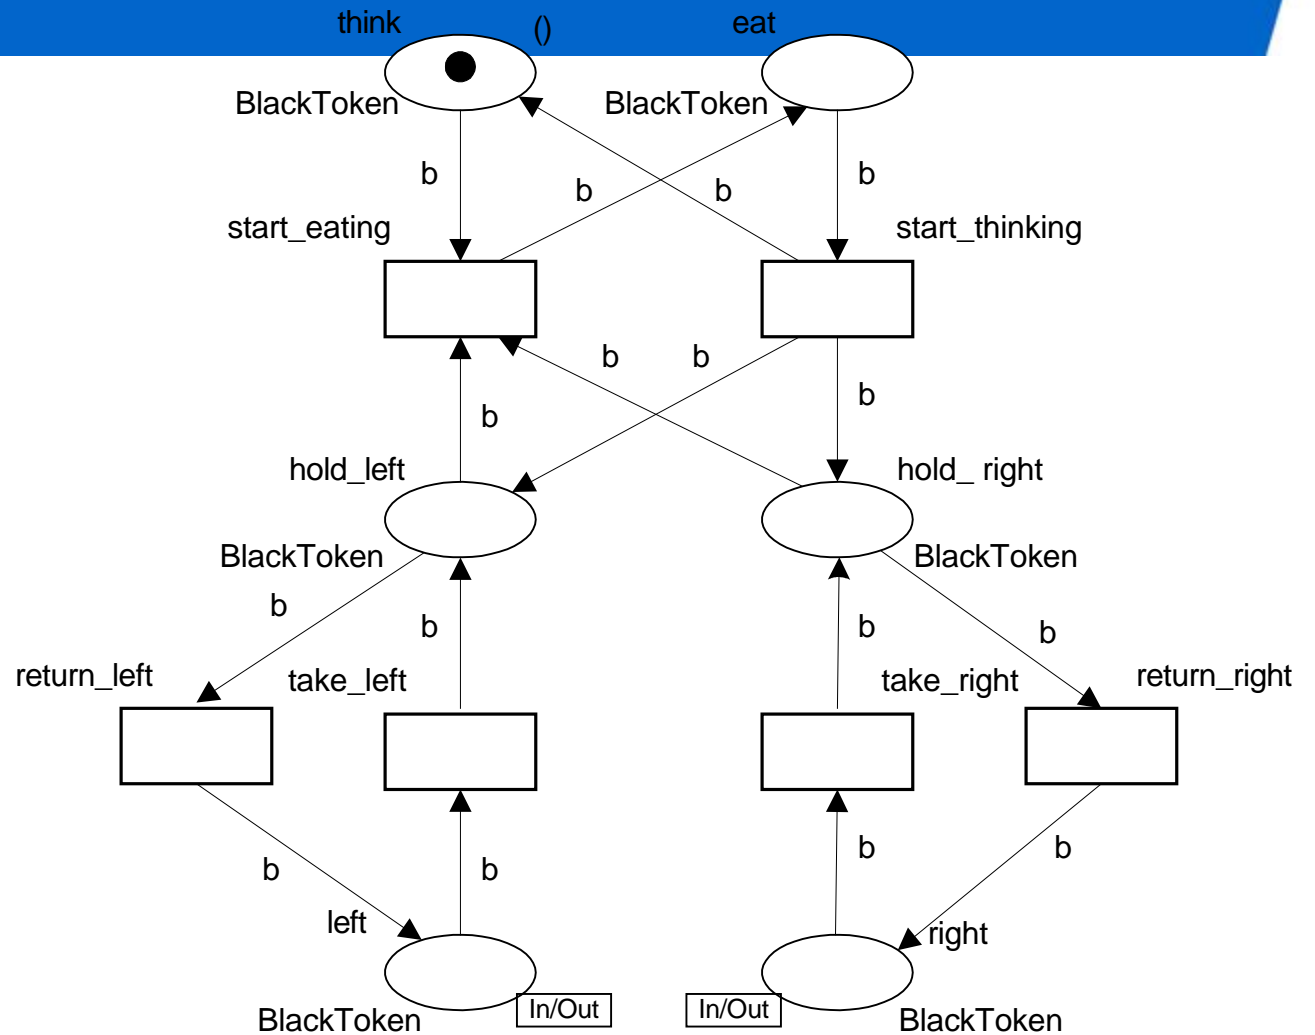 think
()
eat
BlackToken
BlackToken
b
b
b
b
start_eating
start_thinking
b
b
b
b
hold_left
hold_ right
BlackToken
BlackToken
b
b
b
b
return_left
take_left
take_right
return_right
b
b
b
b
left
right
In/Out
In/Out
BlackToken
BlackToken